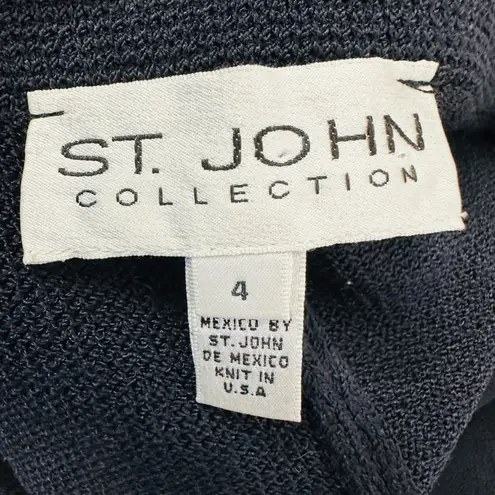 ST. JOHN
COLLECTION
4
MEXICO BY
ST. JOHN
DE MEXICO
KNIT IN
U.S.A